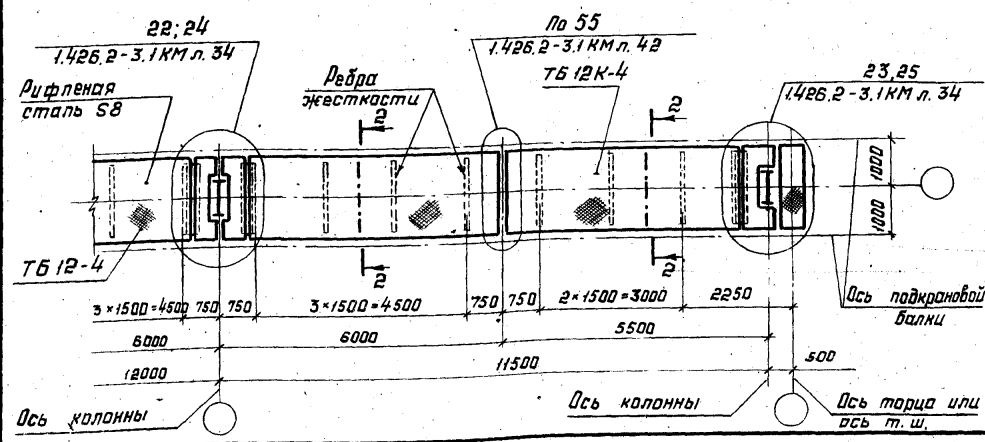 22; 24
1.426.2-3.1 КМ л. 34
По 55
1.426.2-3.1 КМ л. 42
23,25
1.426.2-3.1 КМ л. 34
Рифленая
сталь S8
Ребра
жесткости
ТБ 12К-4
2
2
1000
1000
ТБ 12-4
2
2
3×1500=4500
750
750
3×1500=4500
750
750
2×1500=3000
2250
Ось подкрановой
балки
6000
6000
5500
12000
11500
500
Ось колонны
Ось колонны
Ось торца или
ось т. ш.